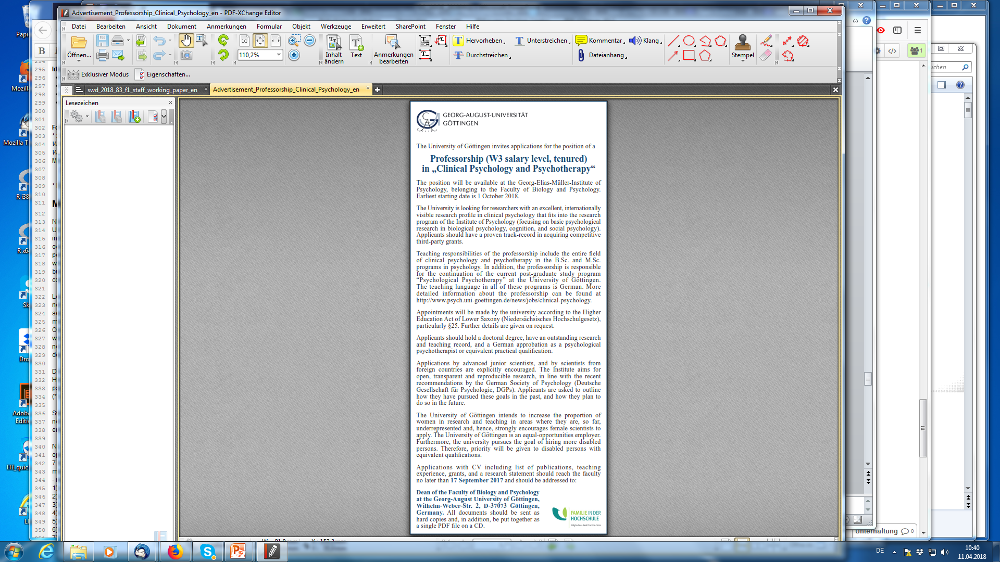 Advertisement_Professorship_Clinical_Psychology_en - PDF-XChange Editor
Datei Bearbeiten Ansicht Dokument Anmerkungen Formular Objekt Werkzeuge Erweitert SharePoint Fenster Hilfe
Öffnen...
110,2%
Inhalt ändern
Text
Anmerkungen bearbeiten
Hervorheben
Unterstreichen
Durchstreichen
Kommentar
Klang
Dateianhang
Stempel
Exklusiver Modus
Eigenschaften...
swd_2018_83_f1_staff_working_paper_en
Advertisement_Professorship_Clinical_Psychology_en
Lesezeichen
GEORG-AUGUST-UNIVERSITÄT
GÖTTINGEN
The University of Göttingen invites applications for the position of a
Professorship (W3 salary level, tenured)
in „Clinical Psychology and Psychotherapy“
The position will be available at the Georg-Elias-Müller-Institute of
Psychology, belonging to the Faculty of Biology and Psychology.
Earliest starting date is 1 October 2018.
The University is looking for researchers with an excellent, internationally
visible research profile in clinical psychology that fits into the research
program of the Institute of Psychology (focusing on basic psychological
research in biological psychology, cognition, and social psychology).
Applicants should have a proven track-record in acquiring competitive
third-party grants.
Teaching responsibilities of the professorship include the entire field
of clinical psychology and psychotherapy in the B.Sc. and M.Sc.
programs in psychology. In addition, the professorship is responsible
for the continuation of the current post-graduate study program
“Psychological Psychotherapy” at the University of Göttingen.
The teaching language in all of these programs is German. More
detailed information about the professorship can be found at
http://www.psych.uni-goettingen.de/news/jobs/clinical-psychology.
Appointments will be made by the university according to the Higher
Education Act of Lower Saxony (Niedersächsisches Hochschulgesetz),
particularly §25. Further details are given on request.
Applicants should hold a doctoral degree, have an outstanding research
and teaching record, and a German approbation as a psychological
psychotherapist or equivalent practical qualification.
Applications by advanced junior scientists, and by scientists from
foreign countries are explicitly encouraged. The Institute aims for
open, transparent and reproducible research, in line with the recent
recommendations by the German Society of Psychology (Deutsche
Gesellschaft für Psychologie, DGPs). Applicants are asked to outline
how they have pursued these goals in the past, and how they plan to
do so in the future.
The University of Göttingen intends to increase the proportion of
women in research and teaching in areas where they are, so far,
underrepresented and, hence, strongly encourages female scientists to
apply. The University of Göttingen is an equal-opportunities employer.
Furthermore, the university pursues the goal of hiring more disabled
persons. Therefore, priority will be given to disabled persons with
equivalent qualifications.
Applications with CV including list of publications, teaching
experience, grants, and a research statement should reach the faculty
no later than 17 September 2017 and should be addressed to:
Dean of the Faculty of Biology and Psychology
at the Georg-August University of Göttingen,
Wilhelm-Weber-Str. 2, D-37073 Göttingen,
Germany. All documents should be sent as
hard copies and, in addition, be put together as
a single PDF file on a CD.
FAMILIE IN DER
HOCHSCHULE
Unterhaltung 0
DE
10:40
11.04.2018